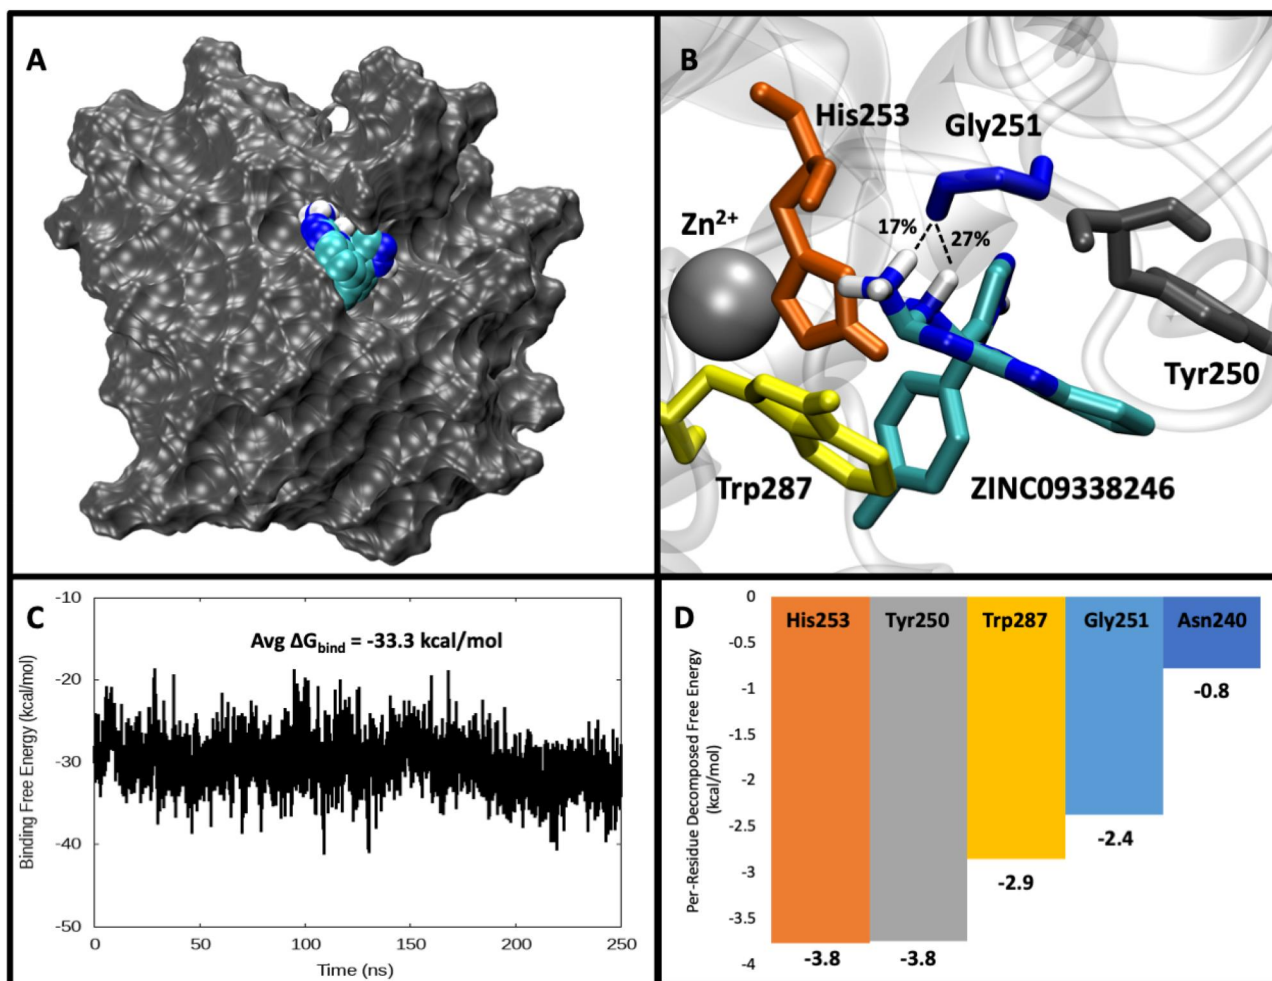 A
B
His253
Gly251
Zn²⁺
17%
27%
Tyr250
Trp287
ZINC09338246
C
Avg ΔG_bind = -33.3 kcal/mol
Binding Free Energy (kcal/mol)
-10
-20
-30
-40
-50
0 50 100 150 200 250
Time (ns)
D
Per-Residue Decomposed Free Energy
(kcal/mol)
0
-0.5
-1
-1.5
-2
-2.5
-3
-3.5
-4
His253 Tyr250 Trp287 Gly251 Asn240
-3.8 -3.8 -2.9 -2.4 -0.8